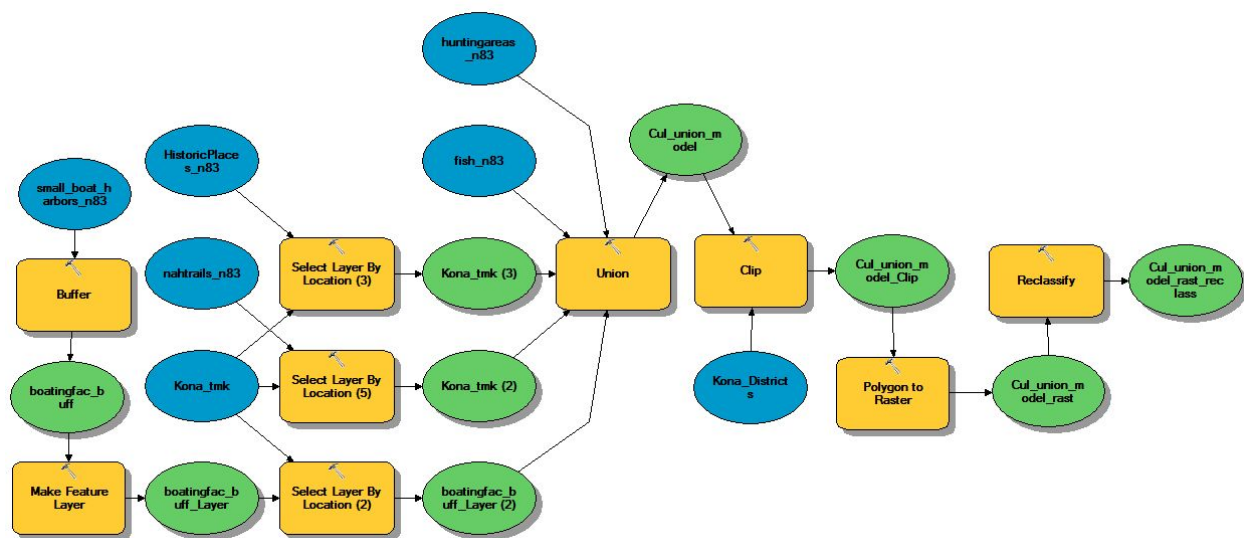 huntingareas
_n83
Cul_union_m
odel
HistoricPlace
s_n83
fish_n83
small_boat_h
arbors_n83
nahtrails_n83
Select Layer By
Location (3)
Kona_tmk (3)
Union
Clip
Cul_union_m
odel_Clip
Reclassify
Cul_union_m
odel_rast_rec
lass
Buffer
Kona_tmk
Select Layer By
Location (5)
Kona_tmk (2)
Kona_District
s
Polygon to
Raster
Cul_union_m
odel_rast
boatingfac_b
uff
Make Feature
Layer
boatingfac_b
uff_Layer
Select Layer By
Location (2)
boatingfac_b
uff_Layer (2)